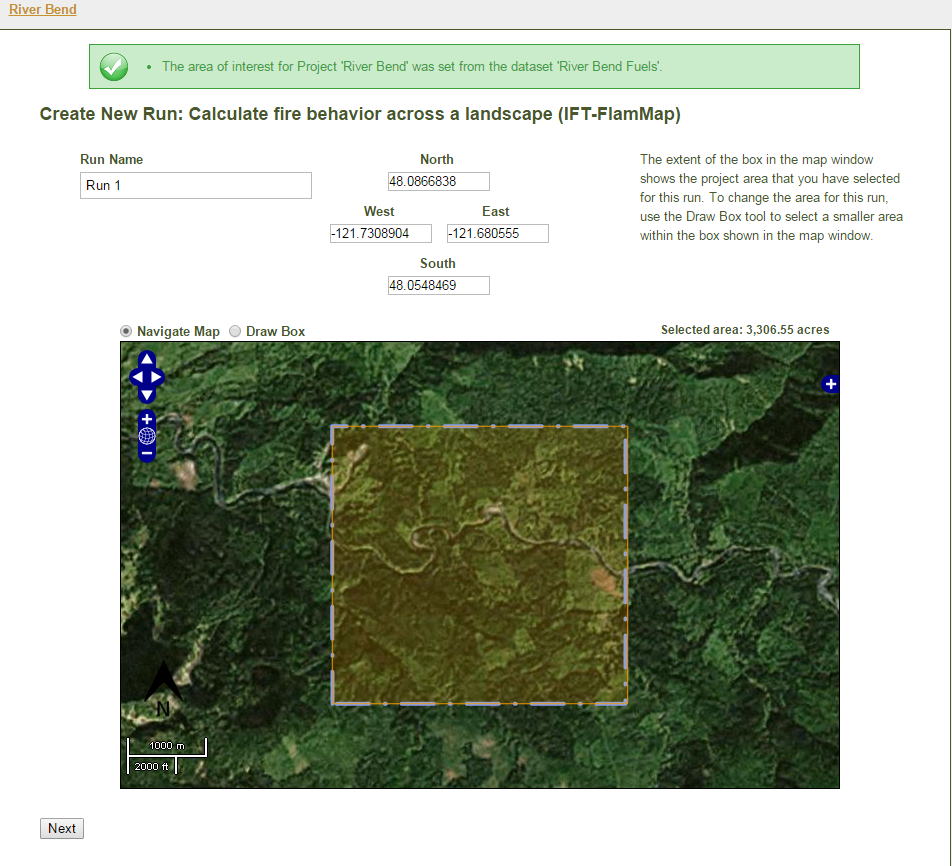 River Bend
The area of interest for Project 'River Bend' was set from the dataset 'River Bend Fuels'.
Create New Run: Calculate fire behavior across a landscape (IFT-FlamMap)
Run Name
Run 1
North
48.0866838
West
East
-121.7308904
-121.680555
South
48.0548469
The extent of the box in the map window
shows the project area that you have selected
for this run. To change the area for this run,
use the Draw Box tool to select a smaller area
within the box shown in the map window.
Navigate Map
Draw Box
Selected area: 3,306.55 acres
N
1000 m
2000 ft
Next